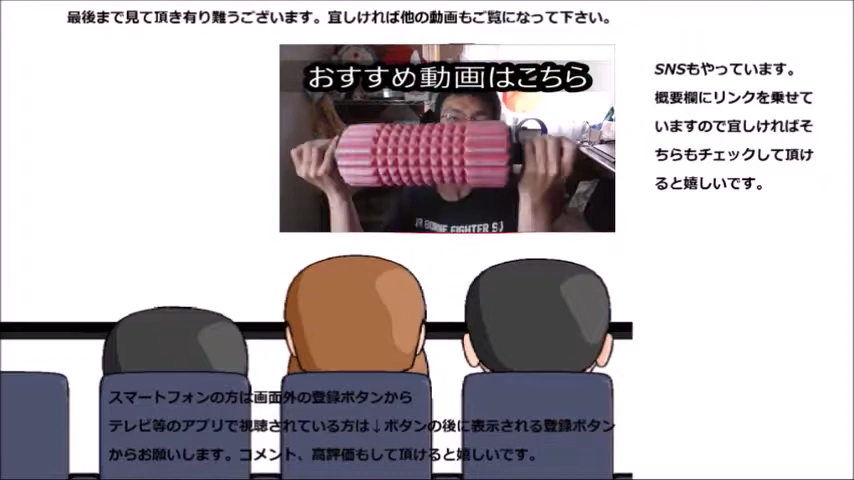 最後まで見て頂き有り難うございます。宜しければ他の動画もご覧になって下さい。
おすすめ動画はこちら
SNSもやっています。
概要欄にリンクを乗せて
いますので宜しければそ
ちらもチェックして頂け
ると嬉しいです。
FIGHTER
スマートフォンの方は画面外の登録ボタンから
テレビ等のアプリで視聴されている方は↓ボタンの後に表示される登録ボタン
からお願いします。コメント、高評価もして頂けると嬉しいです。